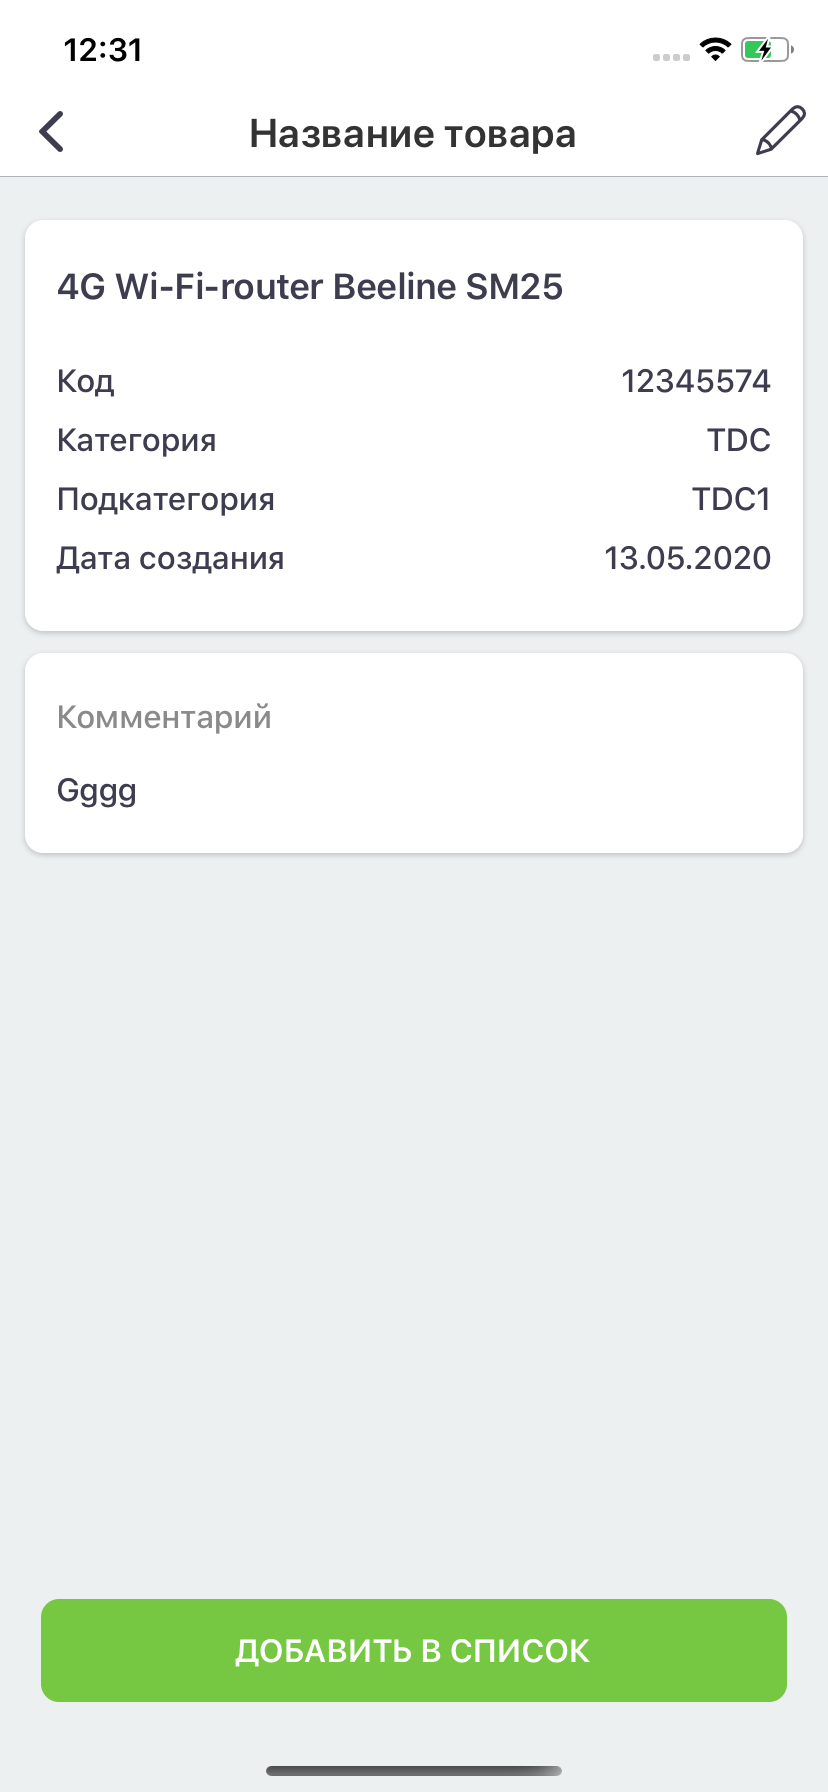 12:31
Название товара
4G Wi-Fi-router Beeline SM25
Код 12345574
Категория TDC
Подкатегория TDC1
Дата создания 13.05.2020
Комментарий
Gggg
ДОБАВИТЬ В СПИСОК